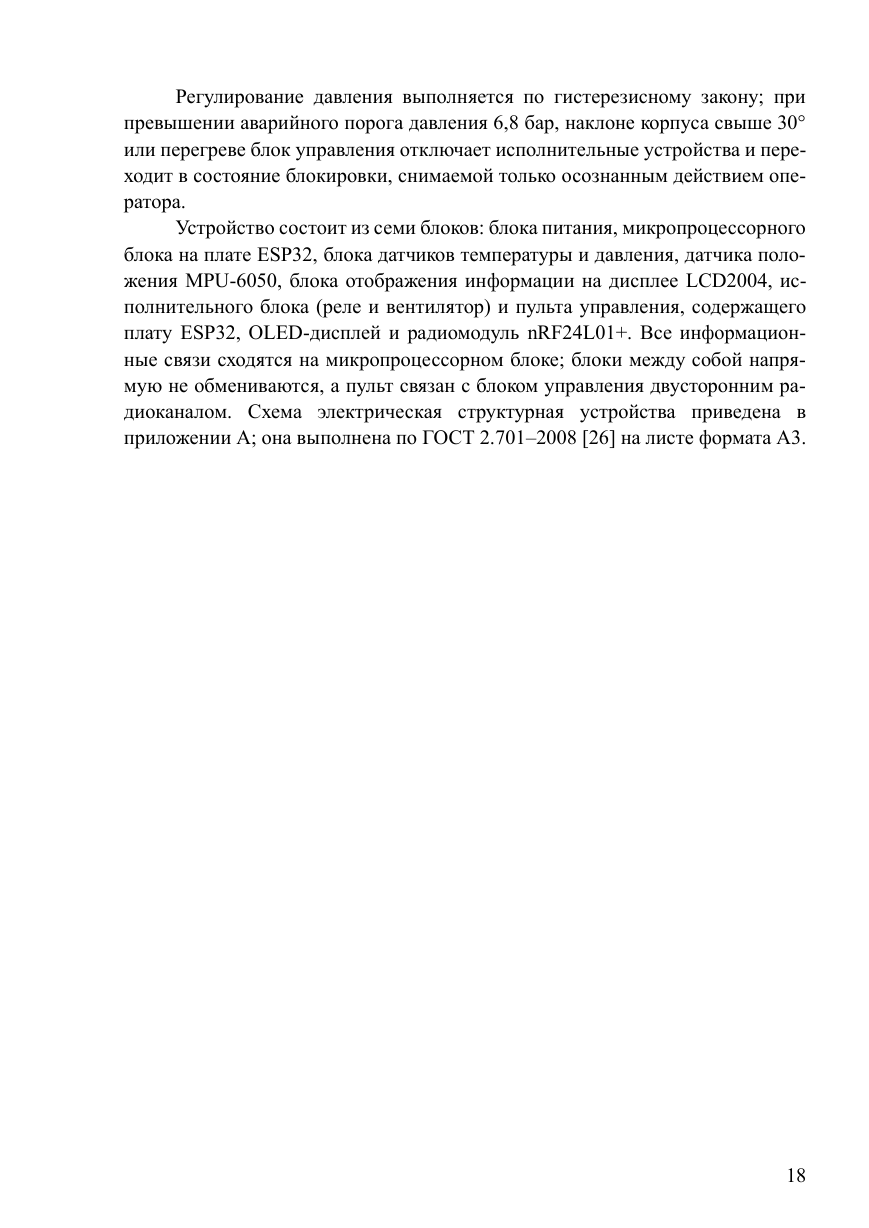 Регулирование давления выполняется по гистерезисному закону; при
превышении аварийного порога давления 6,8 бар, наклоне корпуса свыше 30°
или перегреве блок управления отключает исполнительные устройства и пере-
ходит в состояние блокировки, снимаемой только осознанным действием опе-
ратора.
Устройство состоит из семи блоков: блока питания, микропроцессорного
блока на плате ESP32, блока датчиков температуры и давления, датчика поло-
жения MPU-6050, блока отображения информации на дисплее LCD2004, ис-
полнительного блока (реле и вентилятор) и пульта управления, содержащего
плату ESP32, OLED-дисплей и радиомодуль nRF24L01+. Все информацион-
ные связи сходятся на микропроцессорном блоке; блоки между собой напря-
мую не обмениваются, а пульт связан с блоком управления двусторонним ра-
диоканалом. Схема электрическая структурная устройства приведена в
приложении А; она выполнена по ГОСТ 2.701–2008 [26] на листе формата А3.
18